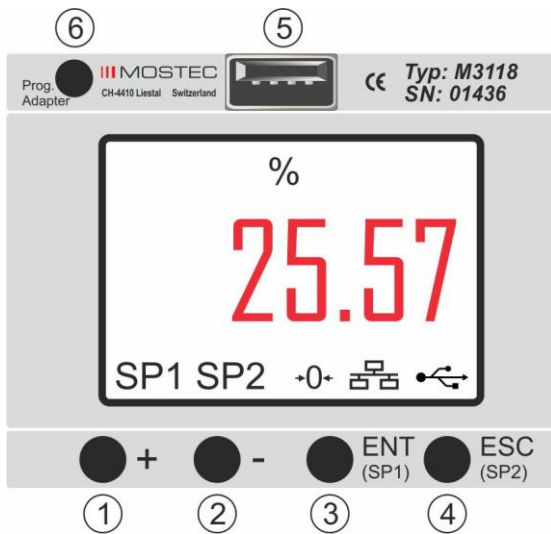 6
5
Prog.
Adapter
MOSTEC
CH-4410 Liestal Switzerland
CE Typ: M3118
SN: 01436
%
25.57
SP1 SP2 →0←
+ - ENT
(SP1)
ESC
(SP2)
1 2 3 4